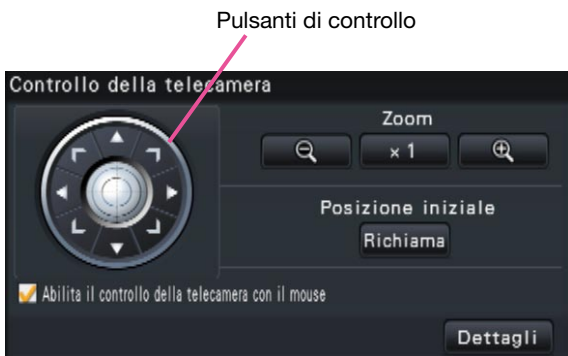 Pulsanti di controllo
Controllo della telecamera
Zoom
× 1
Posizione iniziale
Richiama
Abilita il controllo della telecamera con il mouse
Dettagli